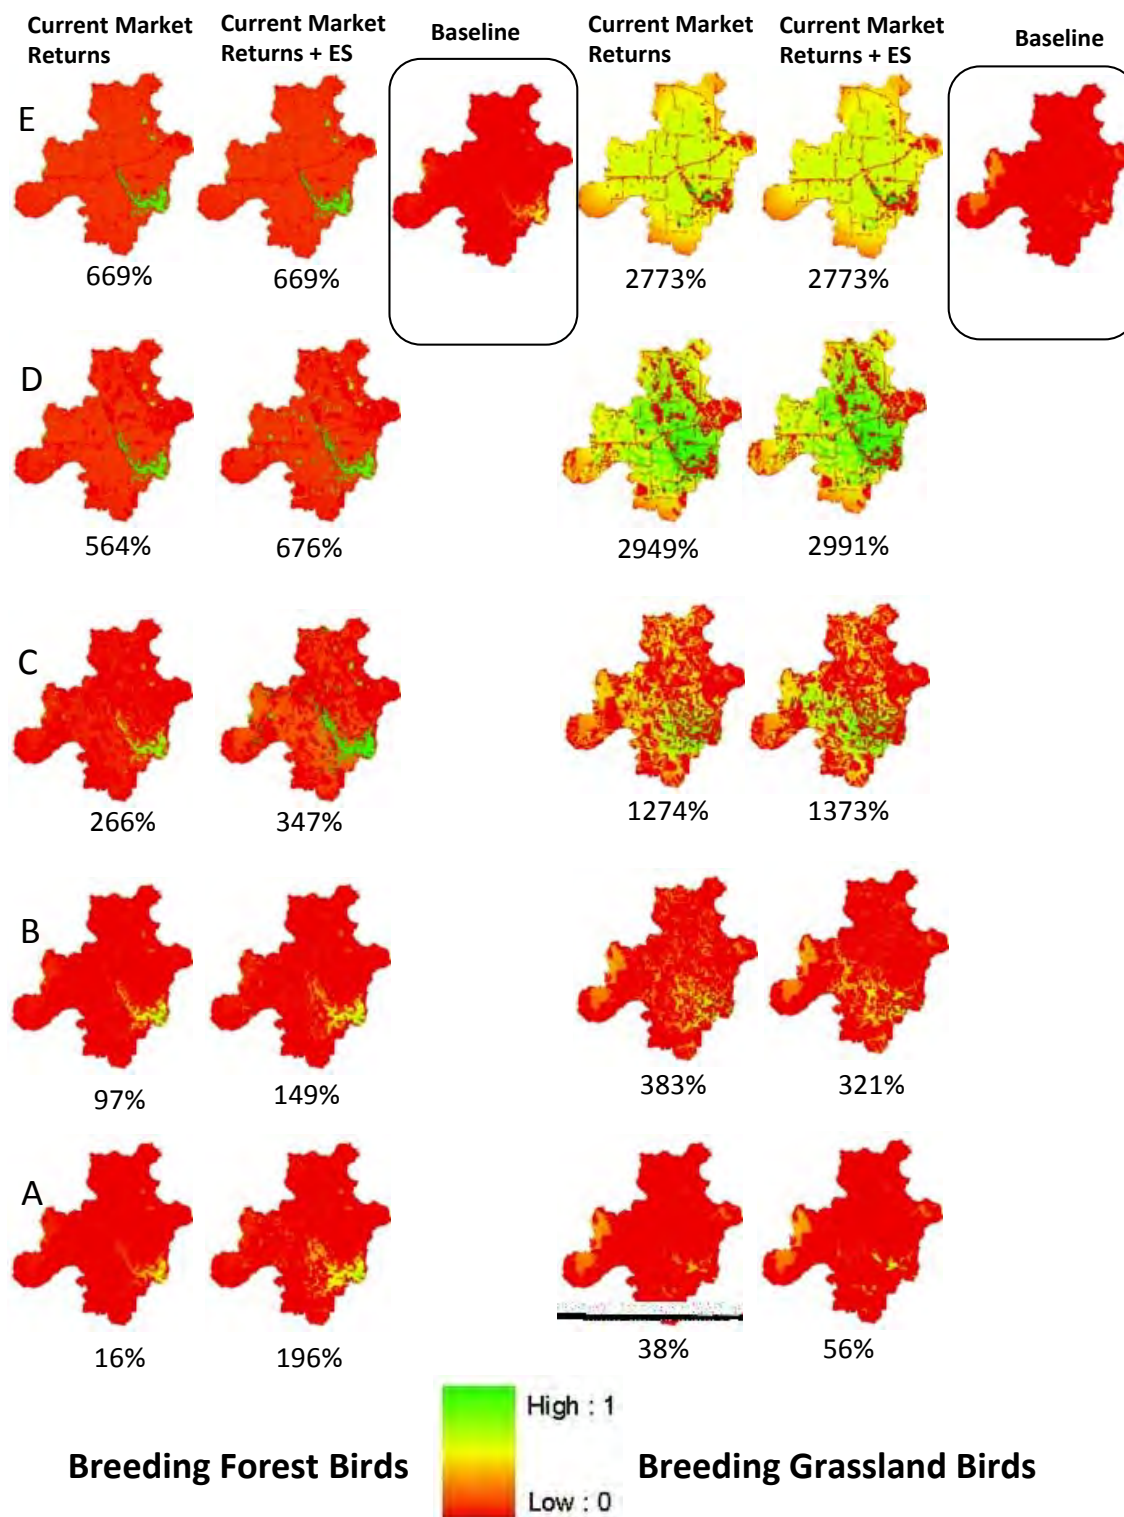 Current Market
Returns
Current Market
Returns + ES
Baseline
Current Market
Returns
Current Market
Returns + ES
Baseline
E
669%
669%
2773%
2773%
D
564%
676%
2949%
2991%
C
266%
347%
1274%
1373%
B
97%
149%
383%
321%
A
16%
196%
38%
56%
High : 1
Low : 0
Breeding Forest Birds
Breeding Grassland Birds